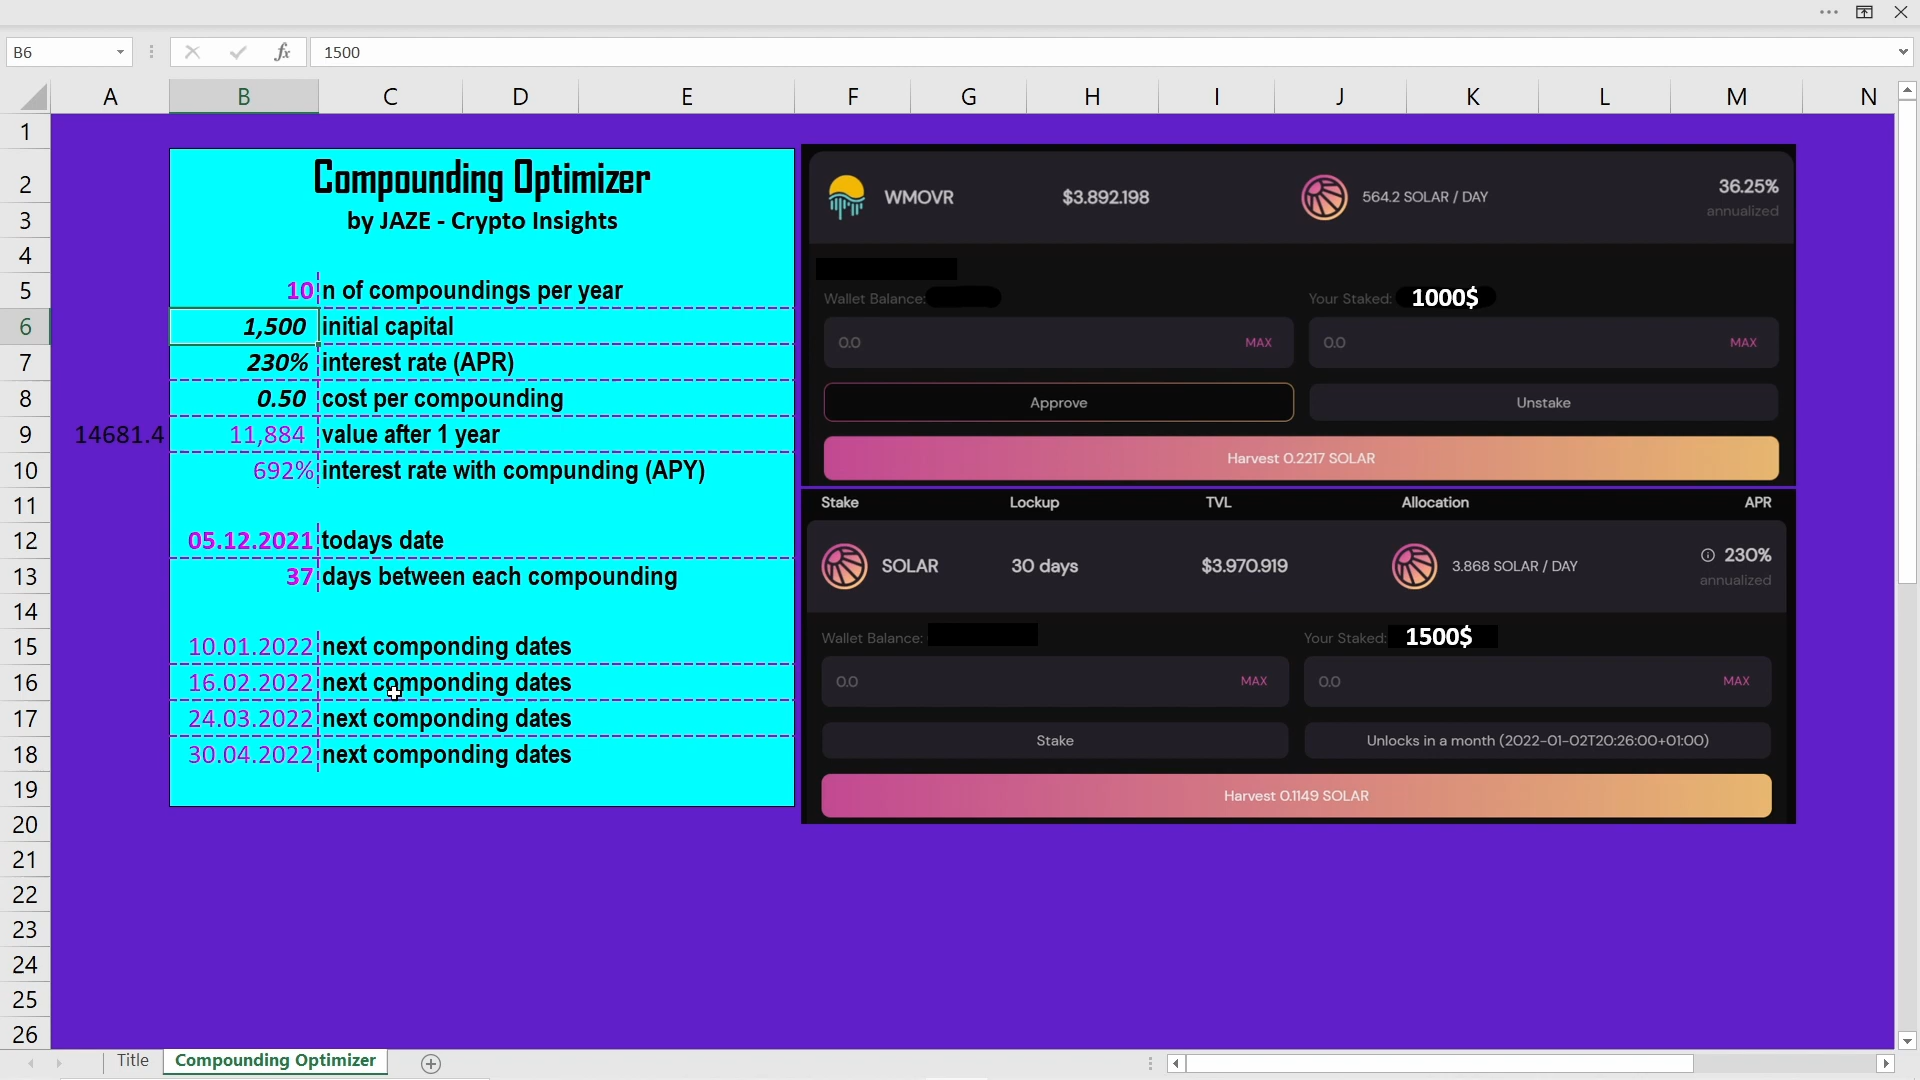 B6
fx
1500
A B C D E F G H I J K L M N
1
2
3
4
5
6
7
8
9
10
11
12
13
14
15
16
17
18
19
20
21
22
23
24
25
26
Compounding Optimizer
by JAZE - Crypto Insights
10 n of compoundings per year
1,500 initial capital
230% interest rate (APR)
0.50 cost per compounding
14681.4 11,884 value after 1 year
692% interest rate with compunding (APY)
05.12.2021 todays date
37 days between each compounding
10.01.2022 next componding dates
16.02.2022 next componding dates
24.03.2022 next componding dates
30.04.2022 next componding dates
WMOVR $3.892.198 564.2 SOLAR / DAY 36.25%
annualized
Wallet Balance: Your Staked: 1000$
0.0 MAX 0.0 MAX
Approve Unstake
Harvest 0.2217 SOLAR
Stake Lockup TVL Allocation APR
SOLAR 30 days $3.970.919 3.868 SOLAR / DAY 230%
annualized
Wallet Balance: Your Staked: 1500$
0.0 MAX 0.0 MAX
Stake Unlocks in a month (2022-01-02T20:26:00+01:00)
Harvest 0.1149 SOLAR
Title Compounding Optimizer